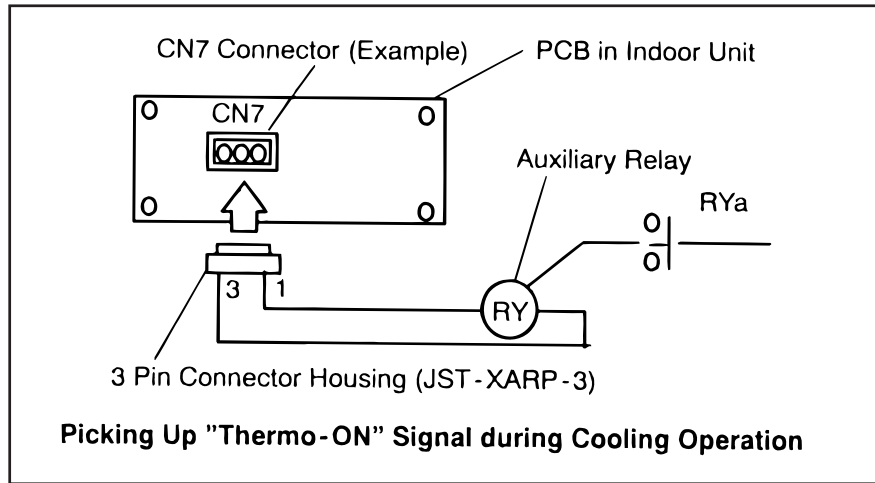 CN7 Connector (Example)
PCB in Indoor Unit
CN7
Auxiliary Relay
RYa
3 1
RY
3 Pin Connector Housing (JST-XARP-3)
Picking Up ”Thermo-ON” Signal during Cooling Operation